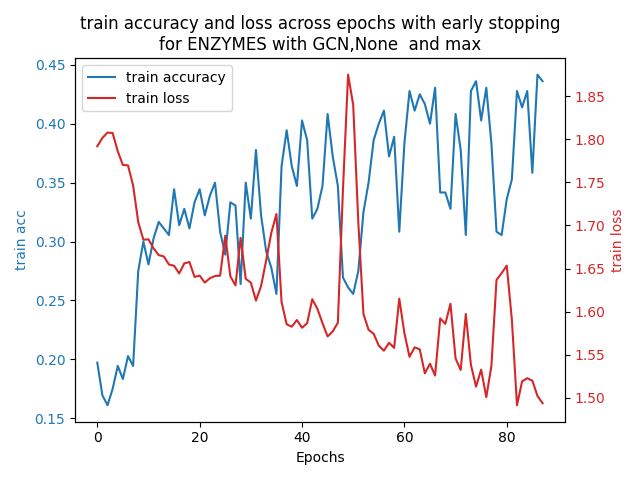 train accuracy and loss across epochs with early stopping
for ENZYMES with GCN,None  and max
train accuracy
train loss
0.45
0.40
0.35
0.30
0.25
0.20
0.15
train acc
1.85
1.80
1.75
1.70
1.65
1.60
1.55
1.50
train loss
0
20
40
60
80
Epochs